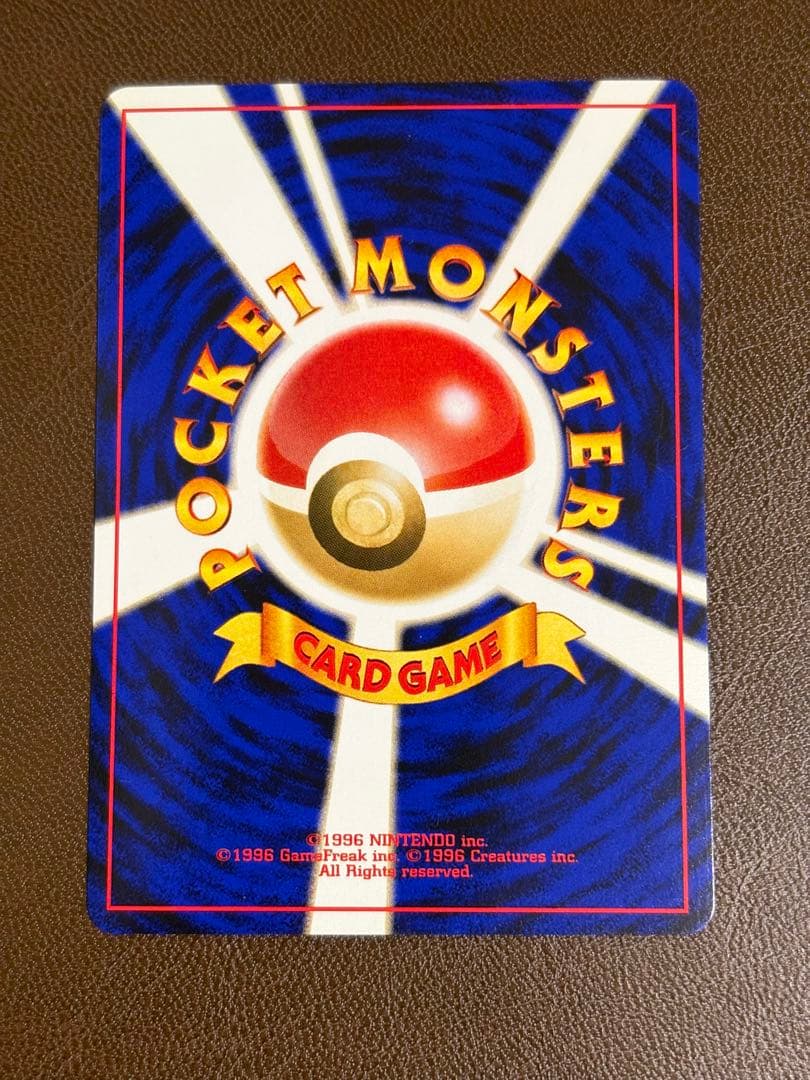 POCKET MONSTERS
CARD GAME
©1996 NINTENDO inc.
©1996 GameFreak inc. ©1996 Creatures inc.
All Rights reserved.